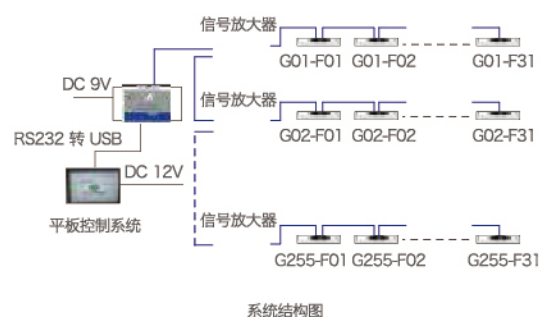 信号放大器
G01-F01 G01-F02 G01-F31
DC 9V
信号放大器
RS232 转 USB
G02-F01 G02-F02 G02-F31
DC 12V
平板控制系统
信号放大器
G255-F01 G255-F02 G255-F31
系统结构图